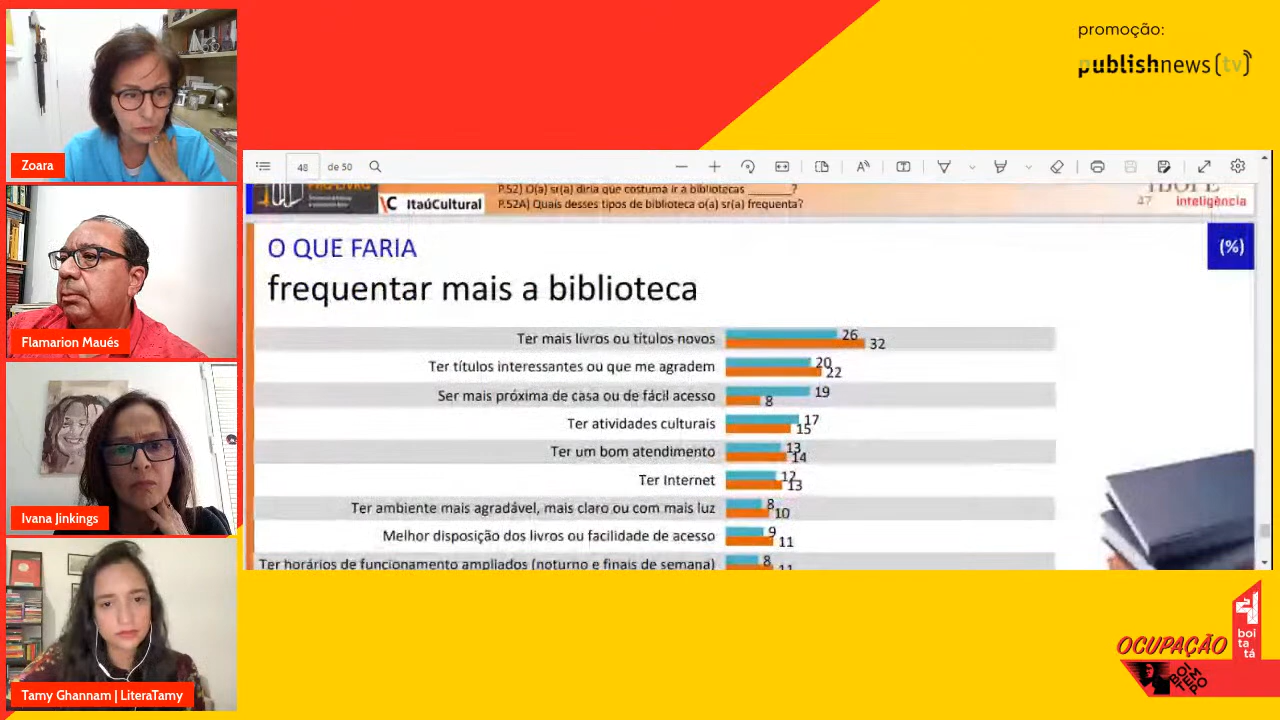 promoção:
publishnews (tv)
Zoara
Flamarion Maués
Ivana Jinkings
Tamy Ghannam | LiteraTamy
48 de 50
ItaúCultural
P.52) O(a) sr(a) diria que costuma ir a bibliotecas ________?
P.52A) Quais desses tipos de biblioteca o(a) sr(a) frequenta?
47
IBOPE
inteligência
O QUE FARIA
(%)
frequentar mais a biblioteca
Ter mais livros ou títulos novos 26 32
Ter títulos interessantes ou que me agradem 20 22
Ser mais próxima de casa ou de fácil acesso 19 8
Ter atividades culturais 17 15
Ter um bom atendimento 13 14
Ter Internet 12 13
Ter ambiente mais agradável, mais claro ou com mais luz 8 10
Melhor disposição dos livros ou facilidade de acesso 9 11
Ter horários de funcionamento ampliados (noturno e finais de semana) 8 11
OCUPAÇÃO
boi
ta
tá
BOI
TEM
PO